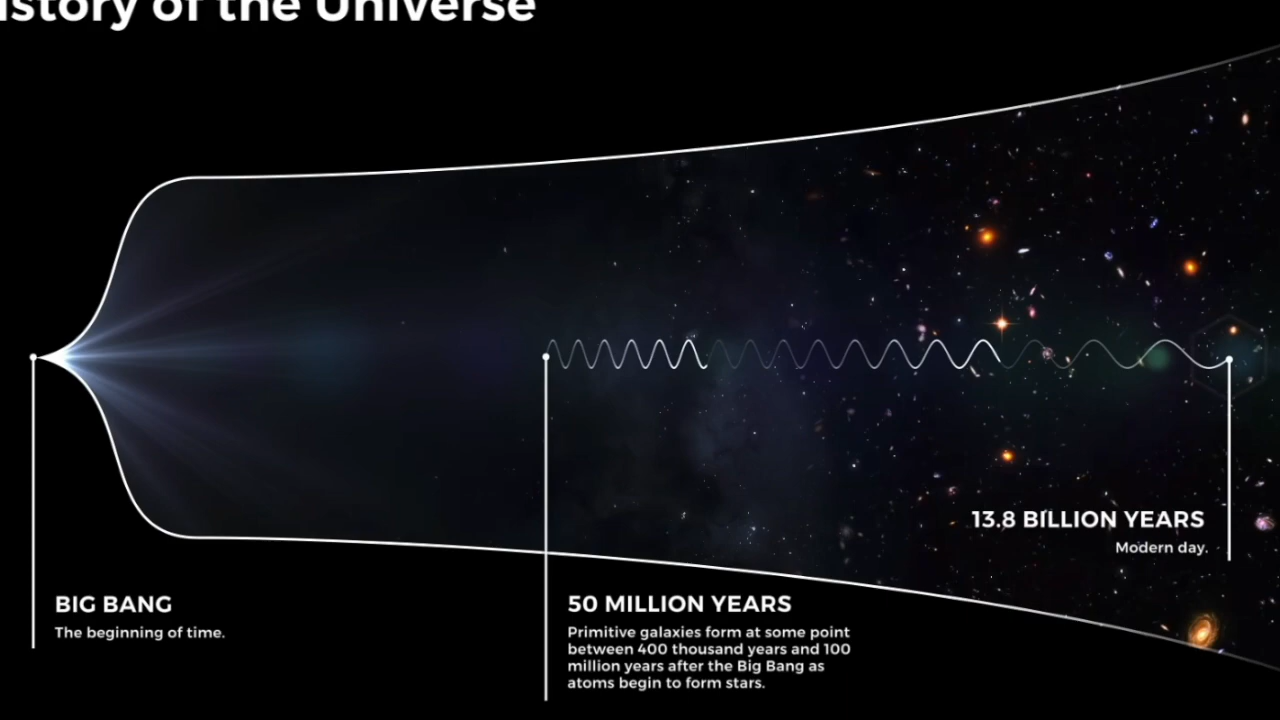 istory of the Universe
13.8 BILLION YEARS
Modern day.
BIG BANG
The beginning of time.
50 MILLION YEARS
Primitive galaxies form at some point
between 400 thousand years and 100
million years after the Big Bang as
atoms begin to form stars.